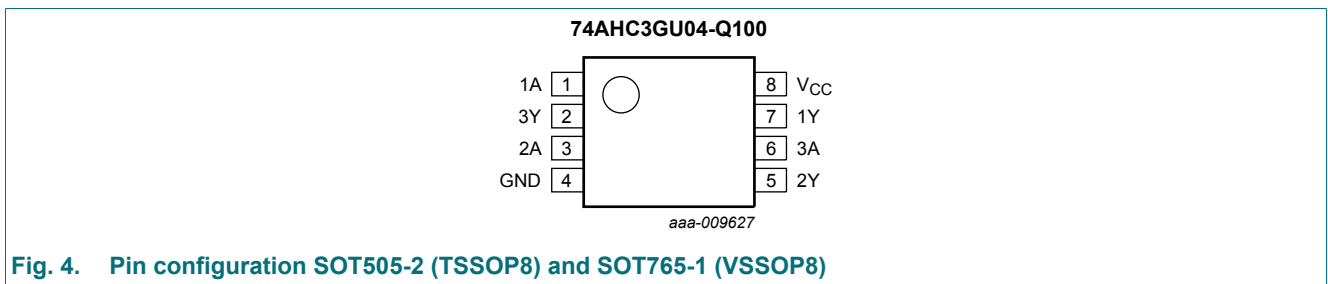 74AHC3GU04-Q100
1A 1 8 VCC
3Y 2 7 1Y
2A 3 6 3A
GND 4 5 2Y
aaa-009627
Fig. 4. Pin configuration SOT505-2 (TSSOP8) and SOT765-1 (VSSOP8)